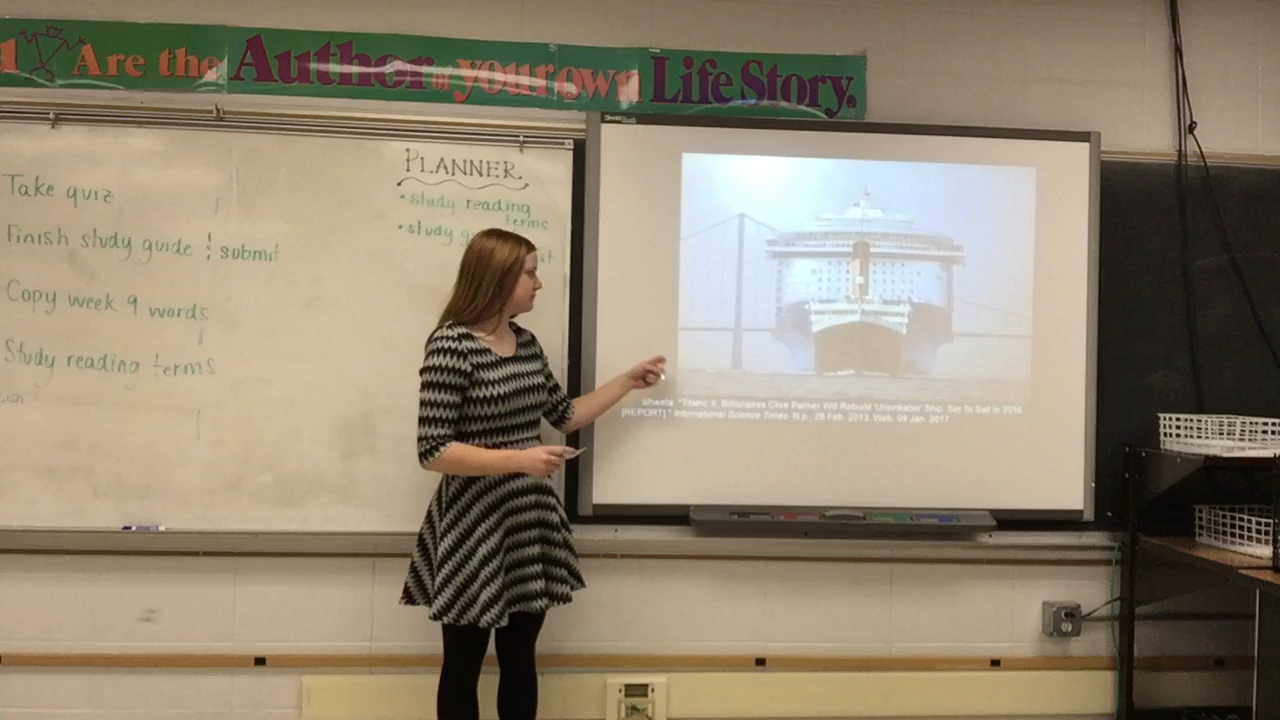 Are the Author of your own Life Story.
PLANNER
• study reading
terms
• study
Take quiz
Finish study guide & submit
Copy week 9 words
Study reading terms
Shweta. "Titanic II: Billionaires Clive Palmer Will Rebuild 'Unsinkable' Ship, Set To Sail In 2016
[REPORT]." International Science Times. N.p., 28 Feb. 2013. Web. 09 Jan. 2017